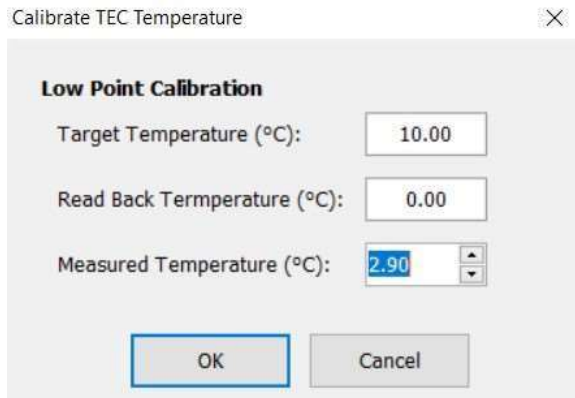 Calibrate TEC Temperature
Low Point Calibration
Target Temperature (°C): 10.00
Read Back Termperature (°C): 0.00
Measured Temperature (°C): 2.90
OK Cancel